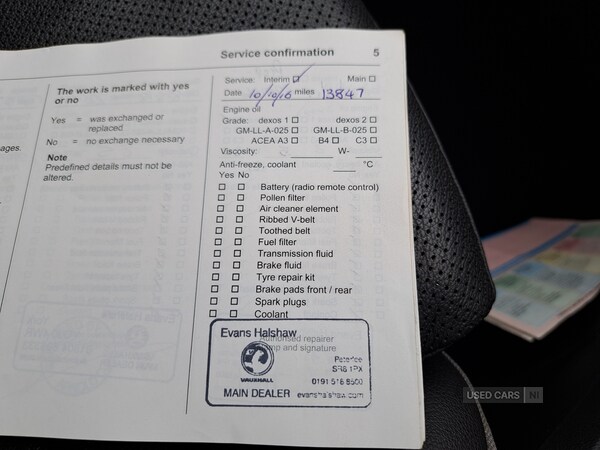 Service confirmation 5
The work is marked with yes
or no
Yes = was exchanged or
replaced
No = no exchange necessary
Note
Predefined details must not be
altered.
ages.
Service: Interim Main
Date 10/10/16 miles 13847
Engine oil
Grade: dexos 1 dexos 2
GM-LL-A-025 GM-LL-B-025
ACEA A3 B4 C3
Viscosity: W-
Anti-freeze, coolant °C
Yes No
Battery (radio remote control)
Pollen filter
Air cleaner element
Ribbed V-belt
Toothed belt
Fuel filter
Transmission fluid
Brake fluid
Tyre repair kit
Brake pads front / rear
Spark plugs
Coolant
Evans Halshaw
Authorised repairer
stamp and signature
SR8 1PX
VAUXHALL 0191 518 8500
MAIN DEALER evanshalshaw.com
USED CARS NI